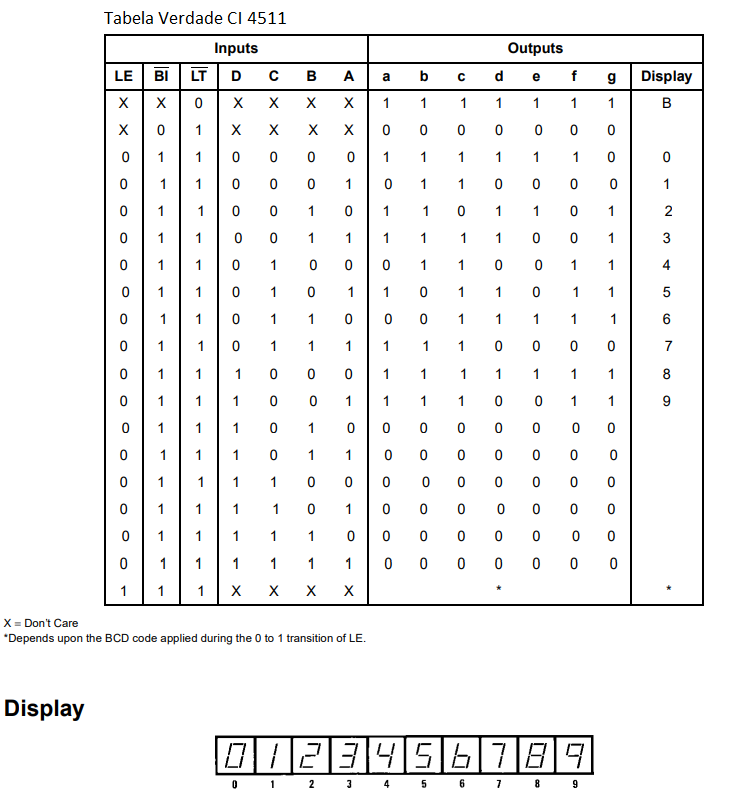 Tabela Verdade CI 4511
Inputs Outputs
LE BI LT D C B A a b c d e f g Display
X X 0 X X X X 1 1 1 1 1 1 1 B
X 0 1 X X X X 0 0 0 0 0 0 0
0 1 1 0 0 0 0 1 1 1 1 1 1 0 0
0 1 1 0 0 0 1 0 1 1 0 0 0 0 1
0 1 1 0 0 1 0 1 1 0 1 1 0 1 2
0 1 1 0 0 1 1 1 1 1 1 0 0 1 3
0 1 1 0 1 0 0 0 1 1 0 0 1 1 4
0 1 1 0 1 0 1 1 0 1 1 0 1 1 5
0 1 1 0 1 1 0 0 0 1 1 1 1 1 6
0 1 1 0 1 1 1 1 1 1 0 0 0 0 7
0 1 1 1 0 0 0 1 1 1 1 1 1 1 8
0 1 1 1 0 0 1 1 1 1 0 0 1 1 9
0 1 1 1 0 1 0 0 0 0 0 0 0 0
0 1 1 1 0 1 1 0 0 0 0 0 0 0
0 1 1 1 1 0 0 0 0 0 0 0 0 0
0 1 1 1 1 0 1 0 0 0 0 0 0 0
0 1 1 1 1 1 0 0 0 0 0 0 0 0
0 1 1 1 1 1 1 0 0 0 0 0 0 0
1 1 1 X X X X * *
X = Don't Care
*Depends upon the BCD code applied during the 0 to 1 transition of LE.
Display
0 1 2 3 4 5 6 7 8 9
0 1 2 3 4 5 6 7 8 9